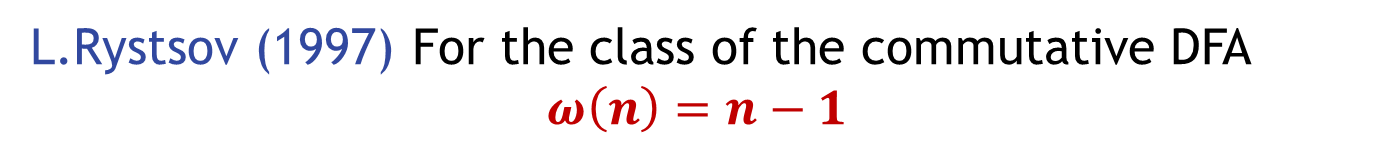 L.Rystsov (1997) For the class of the commutative DFA
ω(n) = n − 1